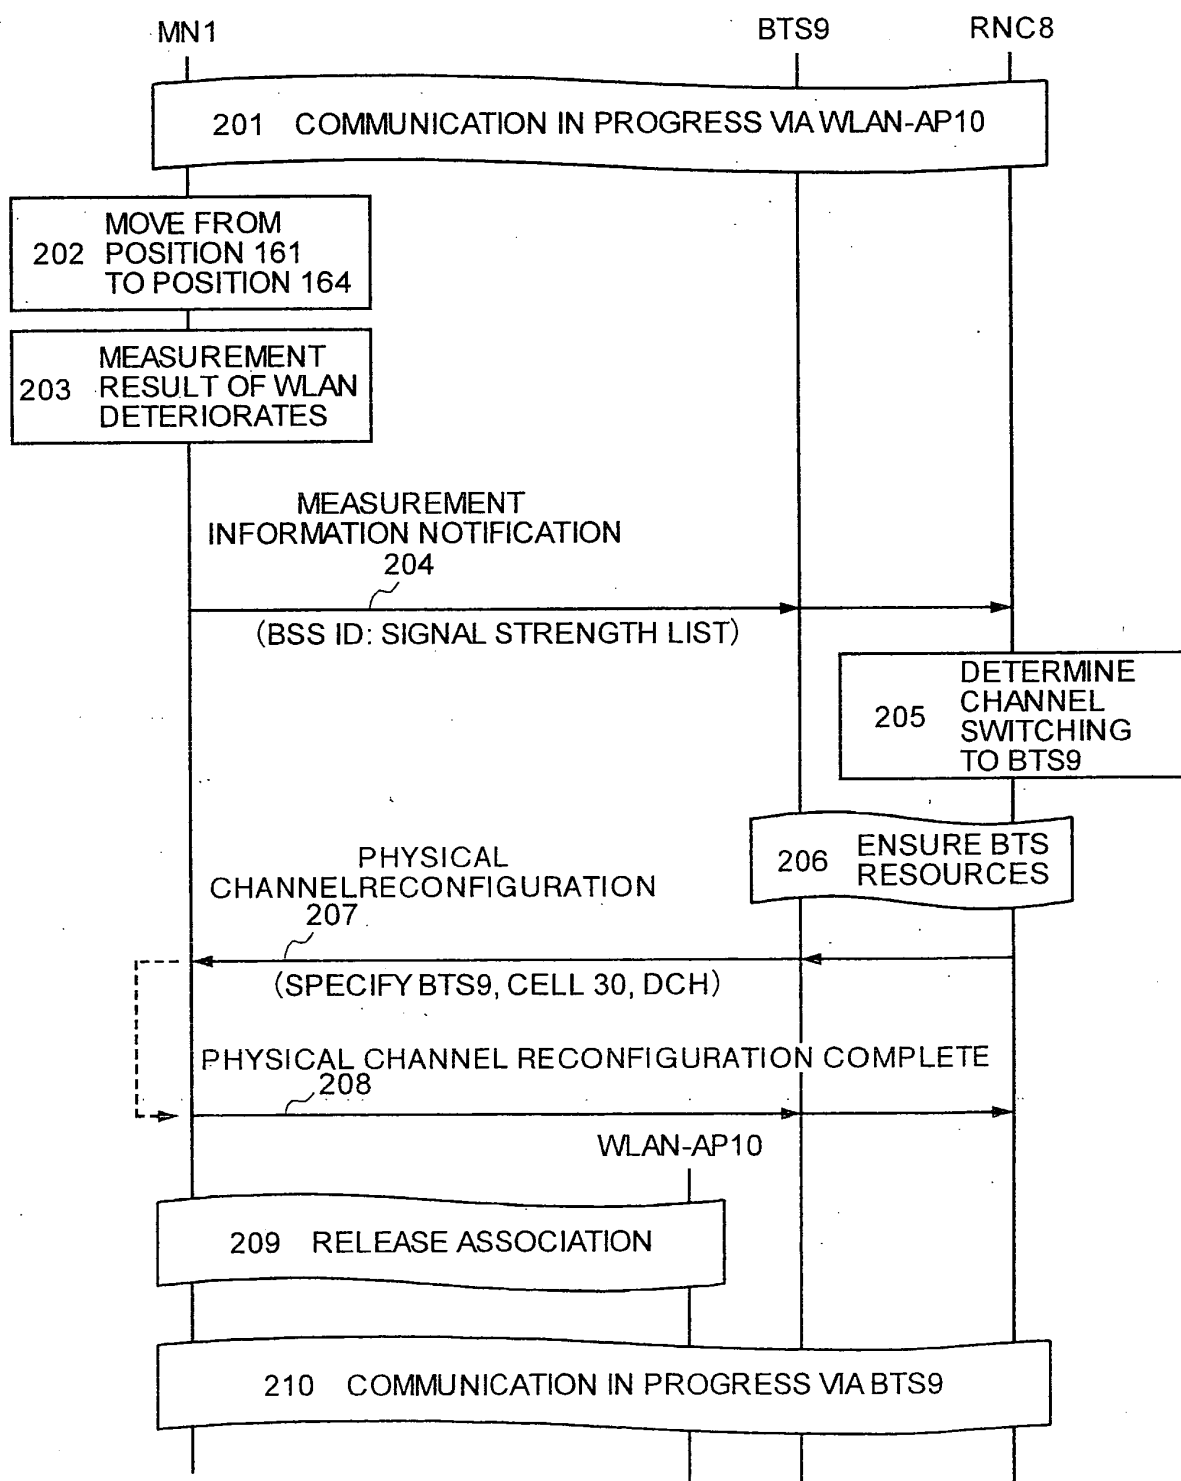 MN1
BTS9
RNC8
201 COMMUNICATION IN PROGRESS VIA WLAN-AP10
202
MOVE FROM
POSITION 161
TO POSITION 164
203
MEASUREMENT
RESULT OF WLAN
DETERIORATES
MEASUREMENT
INFORMATION NOTIFICATION
204
(BSS ID: SIGNAL STRENGTH LIST)
205
DETERMINE
CHANNEL
SWITCHING
TO BTS9
206
ENSURE BTS
RESOURCES
PHYSICAL
CHANNELRECONFIGURATION
207
(SPECIFY BTS9, CELL 30, DCH)
PHYSICAL CHANNEL RECONFIGURATION COMPLETE
208
WLAN-AP10
209 RELEASE ASSOCIATION
210 COMMUNICATION IN PROGRESS VIA BTS9